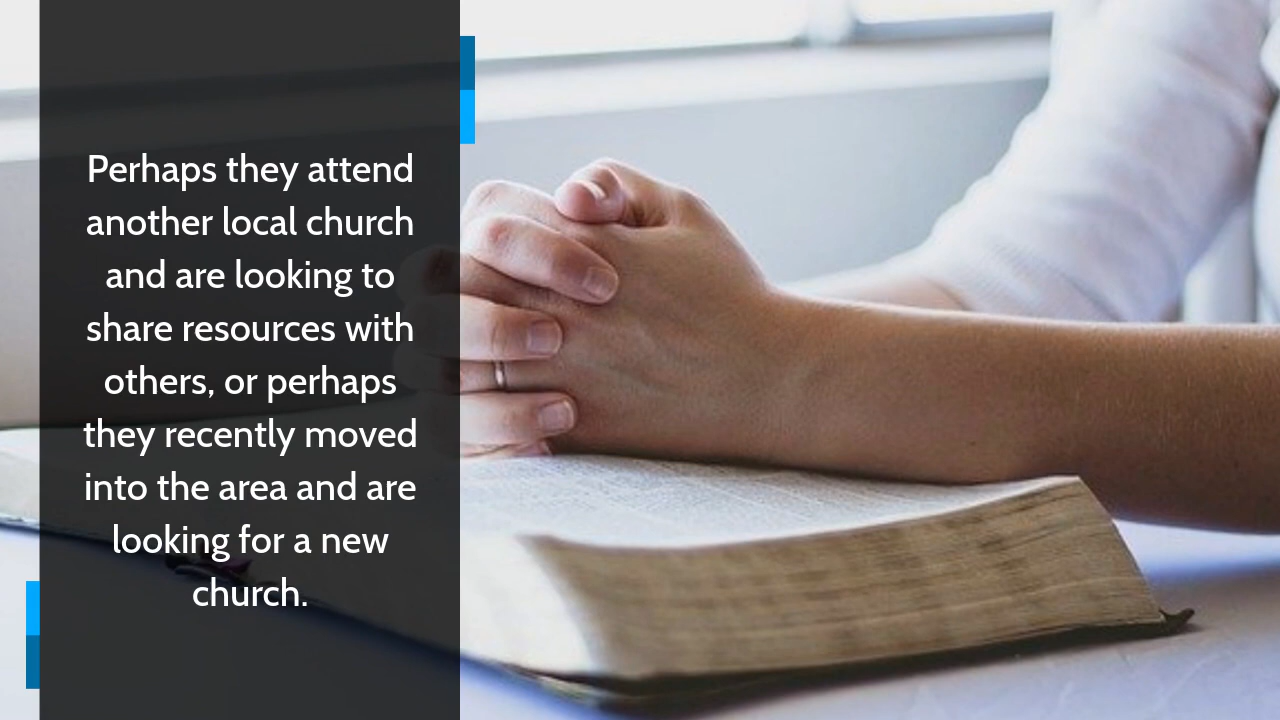 Perhaps they attend
another local church
and are looking to
share resources with
others, or perhaps
they recently moved
into the area and are
looking for a new
church.